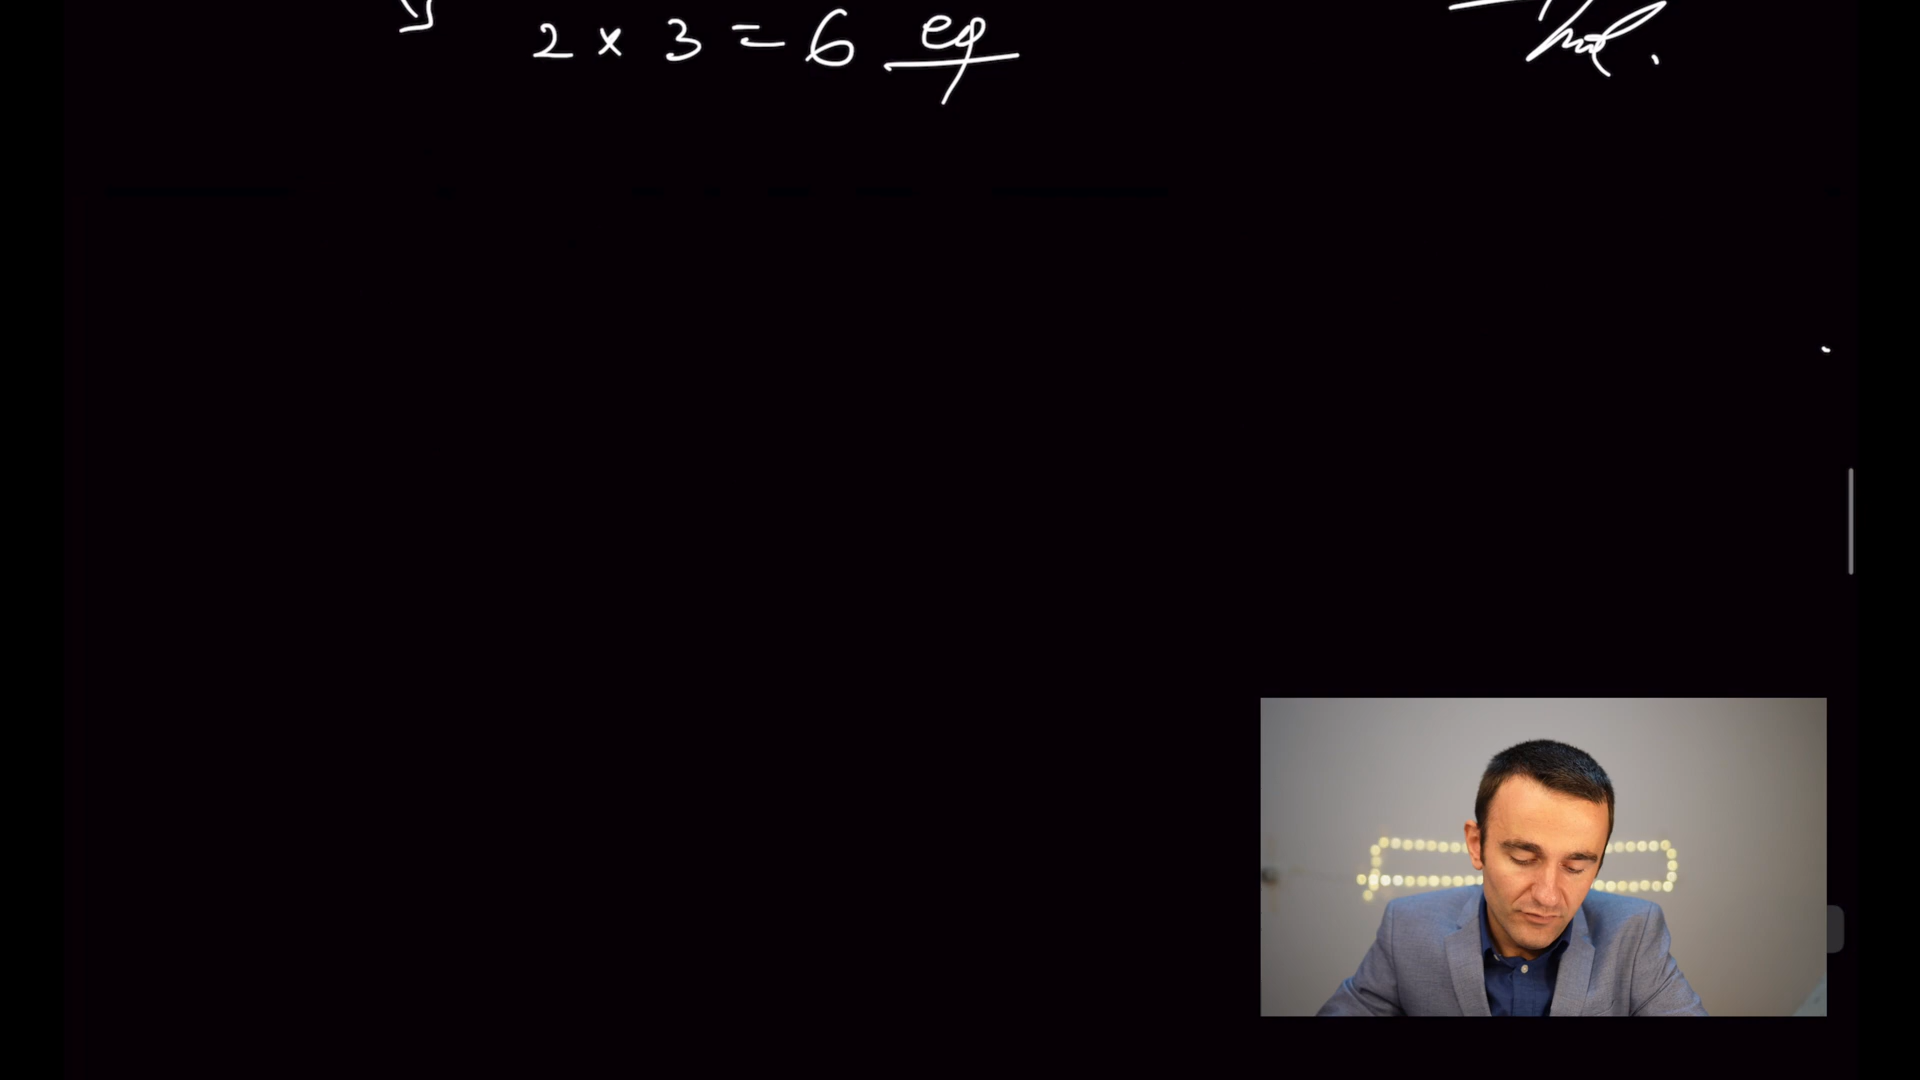 2 × 3 = 6 eq